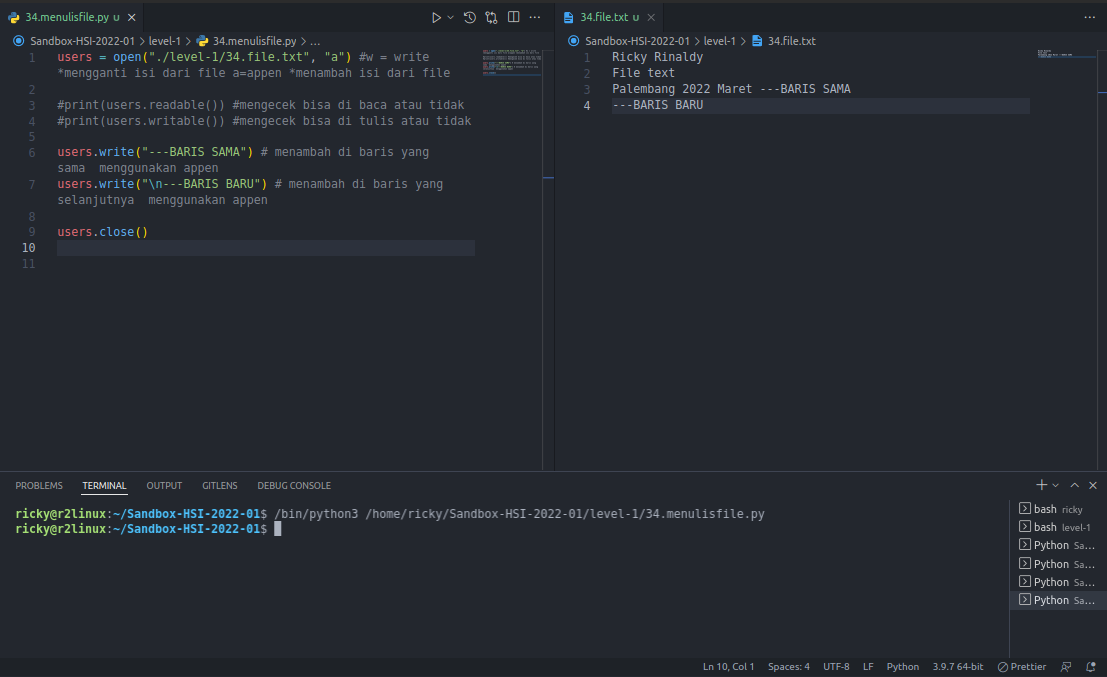 34.menulisfile.py U
Sandbox-HSI-2022-01 > level-1 > 34.menulisfile.py > ...
1 users = open("./level-1/34.file.txt", "a") #w = write
*mengganti isi dari file a=appen *menambah isi dari file
2
3 #print(users.readable()) #mengecek bisa di baca atau tidak
4 #print(users.writable()) #mengecek bisa di tulis atau tidak
5
6 users.write("---BARIS SAMA") # menambah di baris yang
sama  menggunakan appen
7 users.write("\n---BARIS BARU") # menambah di baris yang
selanjutnya  menggunakan appen
8
9 users.close()
10
11
34.file.txt U
Sandbox-HSI-2022-01 > level-1 > 34.file.txt
1 Ricky Rinaldy
2 File text
3 Palembang 2022 Maret ---BARIS SAMA
4 ---BARIS BARU
PROBLEMS TERMINAL OUTPUT GITLENS DEBUG CONSOLE
ricky@r2linux:~/Sandbox-HSI-2022-01$ /bin/python3 /home/ricky/Sandbox-HSI-2022-01/level-1/34.menulisfile.py
ricky@r2linux:~/Sandbox-HSI-2022-01$
bash ricky
bash level-1
Python Sa...
Python Sa...
Python Sa...
Python Sa...
Ln 10, Col 1 Spaces: 4 UTF-8 LF Python 3.9.7 64-bit Prettier